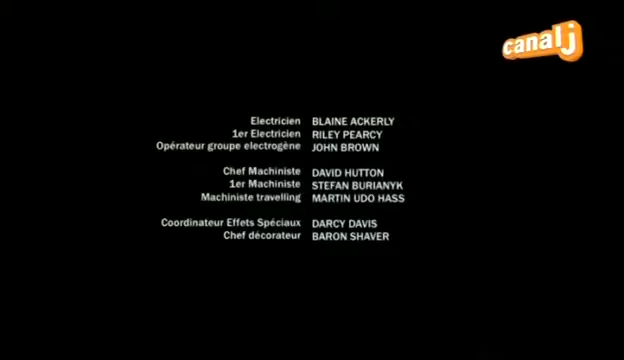 canal j
Electricien BLAINE ACKERLY
1er Electricien RILEY PEARCY
Opérateur groupe electrogène JOHN BROWN
Chef Machiniste DAVID HUTTON
1er Machiniste STEFAN BURIANYK
Machiniste travelling MARTIN UDO HASS
Coordinateur Effets Spéciaux DARCY DAVIS
Chef décorateur BARON SHAVER